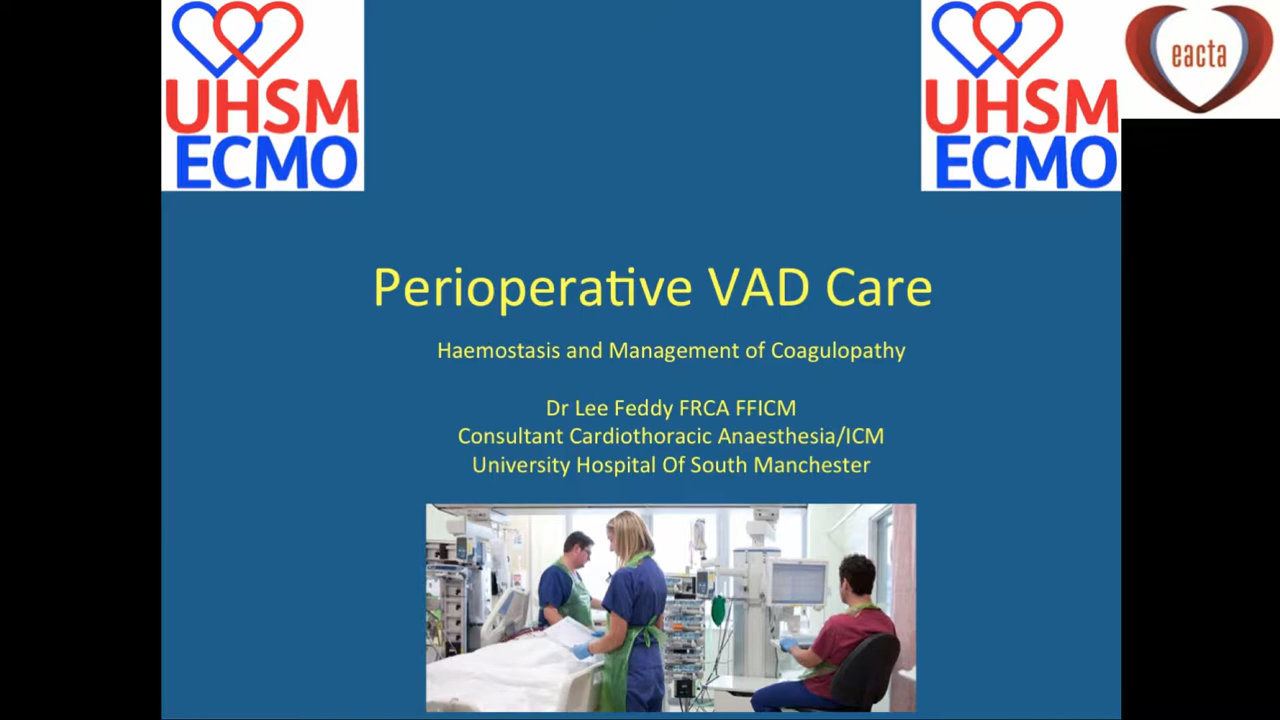 UHSM
ECMO
UHSM
ECMO
eacta
Perioperative VAD Care
Haemostasis and Management of Coagulopathy
Dr Lee Feddy FRCA FFICM
Consultant Cardiothoracic Anaesthesia/ICM
University Hospital Of South Manchester